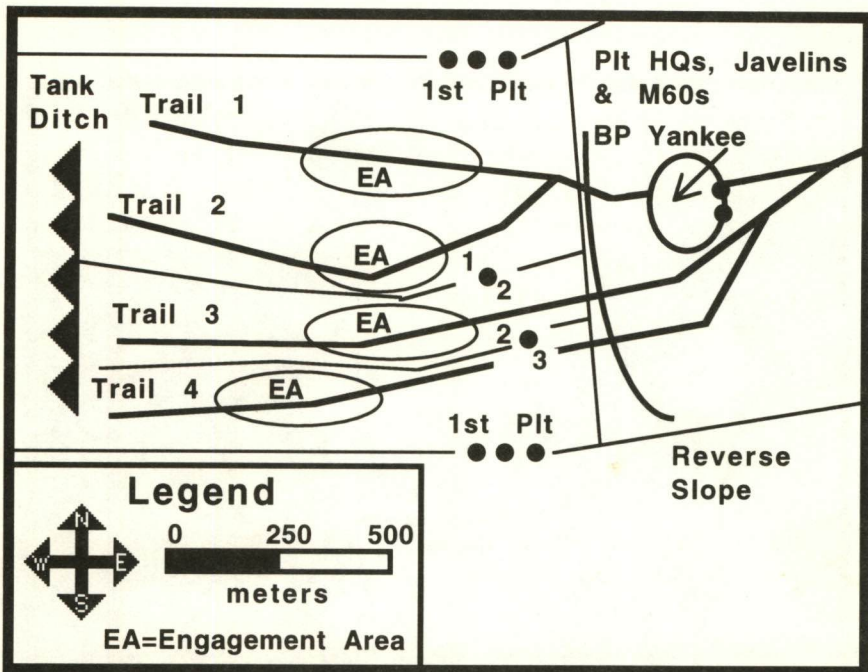 1st Plt
Plt HQs, Javelins
& M60s
BP Yankee
Tank
Ditch
Trail 1
EA
Trail 2
EA
1
2
Trail 3
EA
2
3
Trail 4
EA
1st Plt
Reverse
Slope
Legend
N
W
E
S
0 250 500
meters
EA=Engagement Area